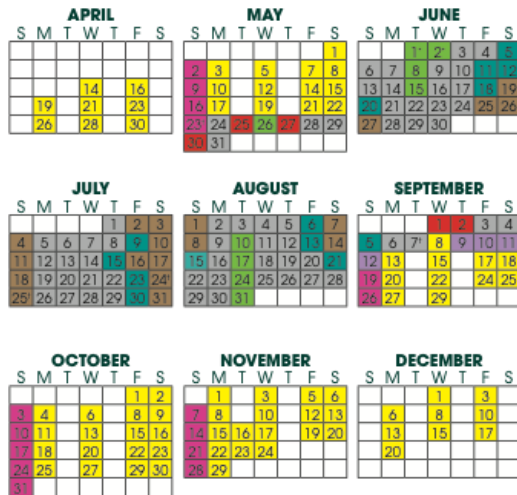 APRIL
S M T W T F S
14 16
19 21 23
26 28 30
MAY
S M T W T F S
1
2 3 5 7 8
9 10 12 14 15
16 17 19 21 22
23 24 25 26 27 28 29
30 31
JUNE
S M T W T F S
1' 2' 3 4 5
6 7 8 9 10 11 12
13 14 15 16 17 18 19
20 21 22 23 24 25 26
27 28 29 30
JULY
S M T W T F S
1 2 3
4 5 6 7 8 9 10
11 12 13 14 15 16 17
18 19 20 21 22 23 24'
25' 26 27 28 29 30 31
AUGUST
S M T W T F S
1 2 3 4 5 6 7
8 9 10 11 12 13 14
15 16 17 18 19 20 21
22 23 24 25 26 27 28
29 30 31
SEPTEMBER
S M T W T F S
1 2 3 4
5 6 7' 8 9 10 11
12 13 15 17 18
19 20 22 24 25
26 27 29
OCTOBER
S M T W T F S
1 2
3 4 6 8 9
10 11 13 15 16
17 18 20 22 23
24 25 27 29 30
31
NOVEMBER
S M T W T F S
1 3 5 6
7 8 10 12 13
14 15 16 17 19 20
21 22 23 24
28 29
DECEMBER
S M T W T F S
1 3
6 8 10
13 15 17
20